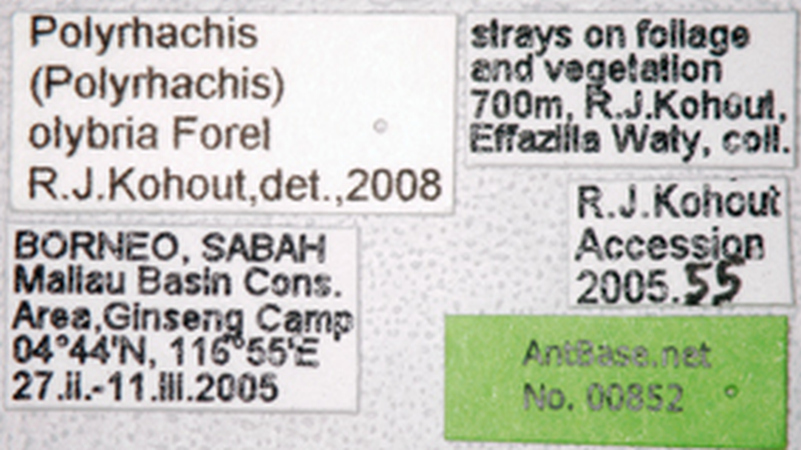 Polyrhachis
(Polyrhachis)
olybria Forel
R.J.Kohout,det.,2008
strays on foliage
and vegetation
700m, R.J.Kohout,
Effazilla Waty, coll.
R.J.Kohout
Accession
2005.55
BORNEO, SABAH
Maliau Basin Cons.
Area,Ginseng Camp
04°44'N, 116°55'E
27.ii.-11.iii.2005
AntBase.net
No. 00852